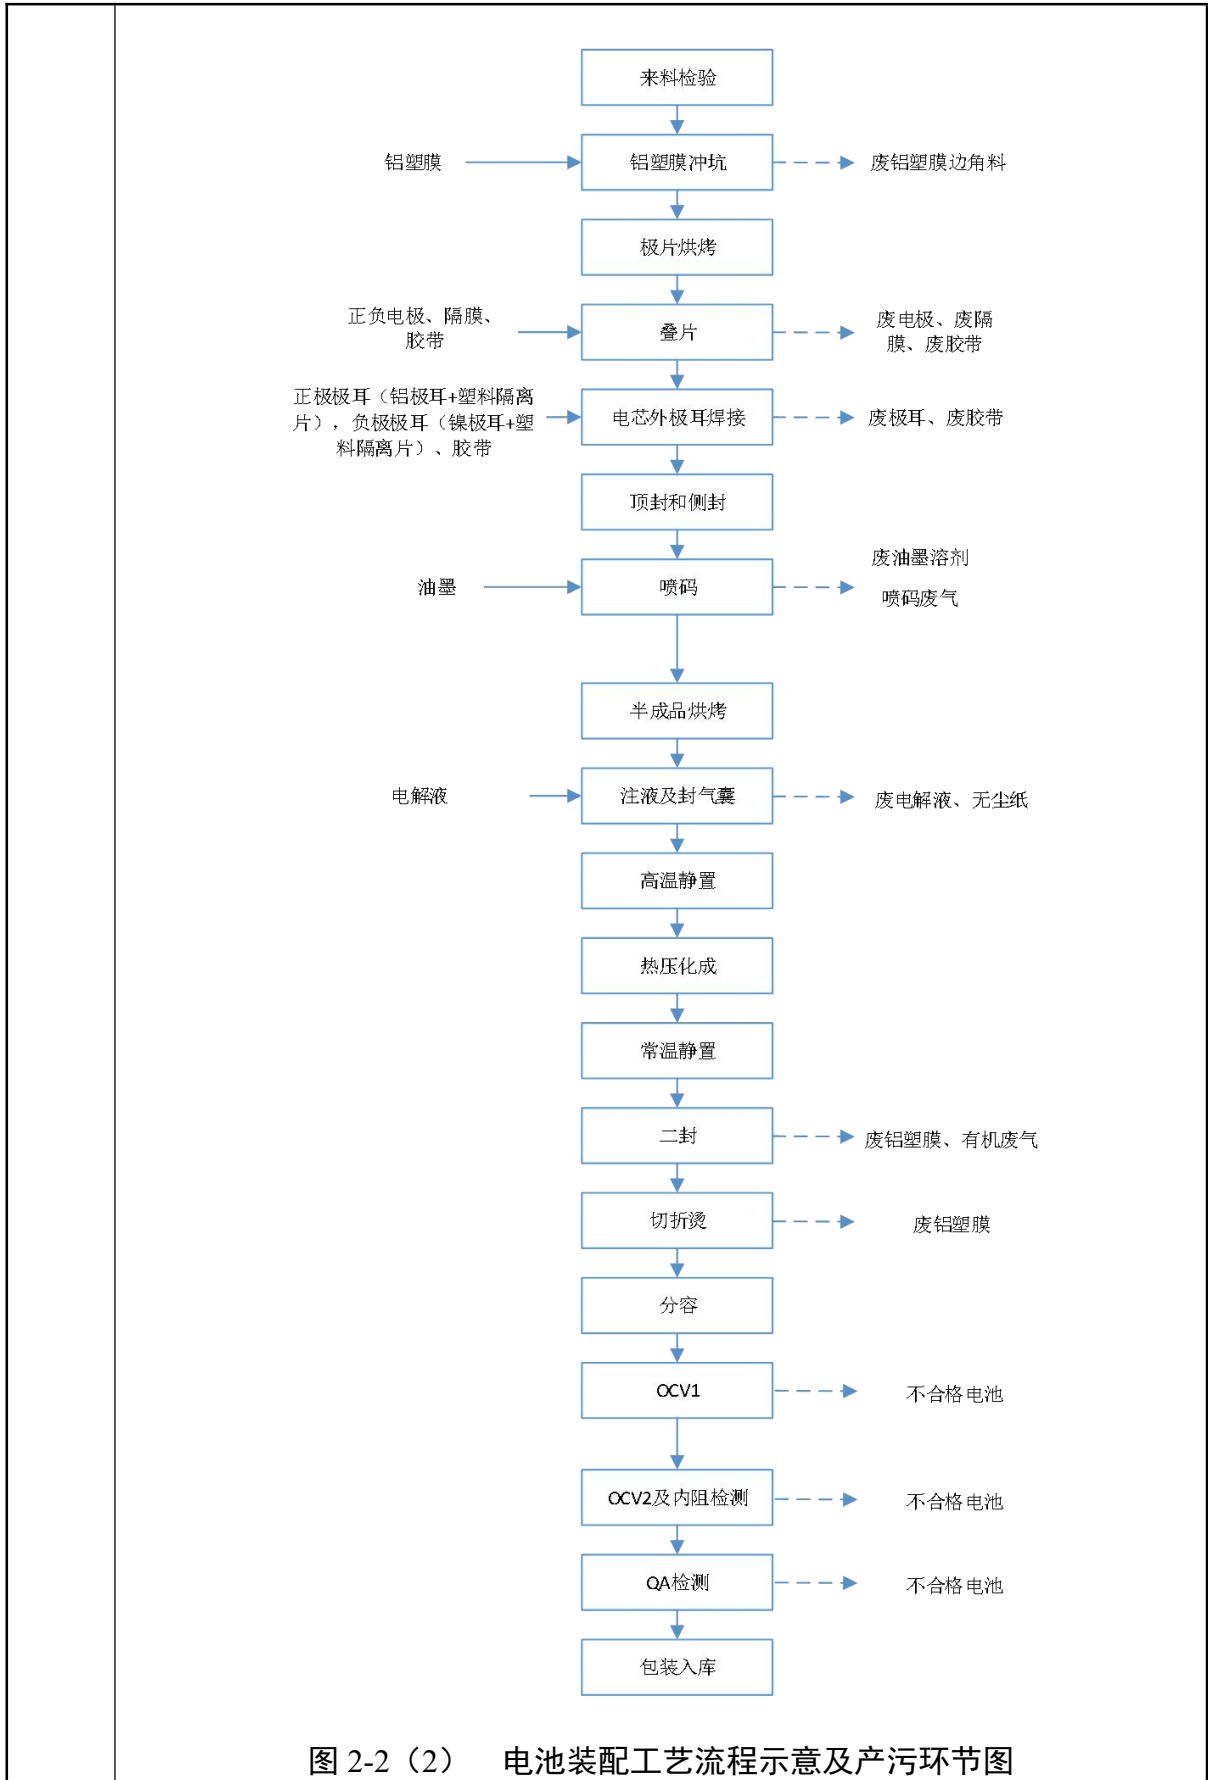 来料检验
铝塑膜
铝塑膜冲坑
废铝塑膜边角料
极片烘烤
正负电极、隔膜、
胶带
叠片
废电极、废隔
膜、废胶带
正极极耳（铝极耳+塑料隔离
片），负极极耳（镍极耳+塑
料隔离片）、胶带
电芯外极耳焊接
废极耳、废胶带
顶封和侧封
油墨
喷码
废油墨溶剂
喷码废气
半成品烘烤
电解液
注液及封气囊
废电解液、无尘纸
高温静置
热压化成
常温静置
二封
废铝塑膜、有机废气
切折烫
废铝塑膜
分容
OCV1
不合格电池
OCV2及内阻检测
不合格电池
QA检测
不合格电池
包装入库
图 2-2（2） 电池装配工艺流程示意及产污环节图